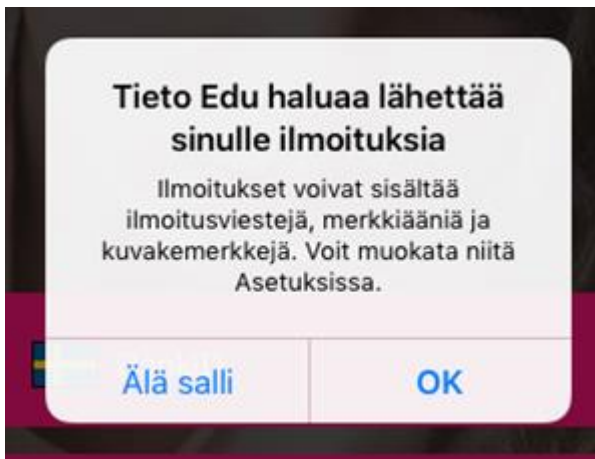 Tieto Edu haluaa lähettää
sinulle ilmoituksia
Ilmoitukset voivat sisältää
ilmoitusviestejä, merkkiääniä ja
kuvakemerkkejä. Voit muokata niitä
Asetuksissa.
Älä salli
OK